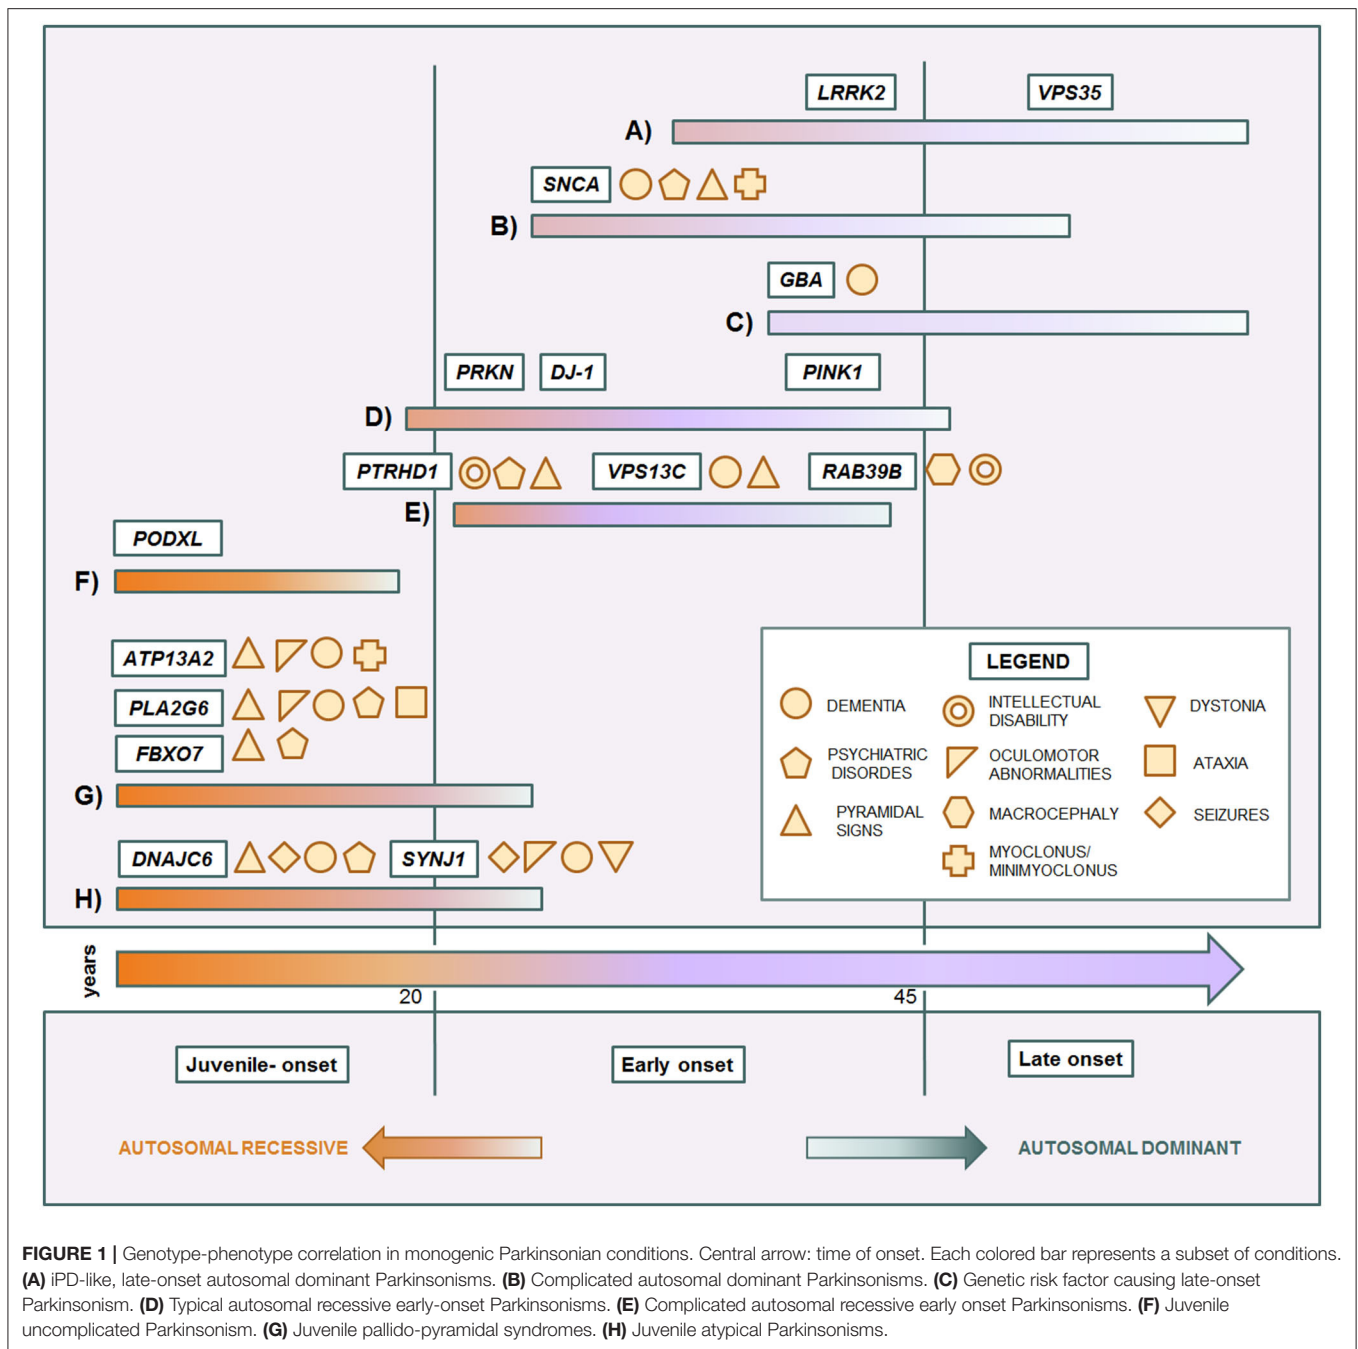 LRRK2 VPS35
A)
SNCA
B)
GBA
C)
PRKN DJ-1 PINK1
D)
PTRHD1 VPS13C RAB39B
E)
PODXL
F)
ATP13A2
PLA2G6
FBXO7
G)
DNAJC6 SYNJ1
H)
LEGEND
DEMENTIA
INTELLECTUAL
DISABILITY
DYSTONIA
PSYCHIATRIC
DISORDES
OCULOMOTOR
ABNORMALITIES
ATAXIA
PYRAMIDAL
SIGNS
MACROCEPHALY
SEIZURES
MYOCLONUS/
MINIMYOCLONUS
years
20 45
Juvenile- onset Early onset Late onset
AUTOSOMAL RECESSIVE AUTOSOMAL DOMINANT
FIGURE 1 | Genotype-phenotype correlation in monogenic Parkinsonian conditions. Central arrow: time of onset. Each colored bar represents a subset of conditions.
(A) iPD-like, late-onset autosomal dominant Parkinsonisms. (B) Complicated autosomal dominant Parkinsonisms. (C) Genetic risk factor causing late-onset
Parkinsonism. (D) Typical autosomal recessive early-onset Parkinsonisms. (E) Complicated autosomal recessive early onset Parkinsonisms. (F) Juvenile
uncomplicated Parkinsonism. (G) Juvenile pallido-pyramidal syndromes. (H) Juvenile atypical Parkinsonisms.